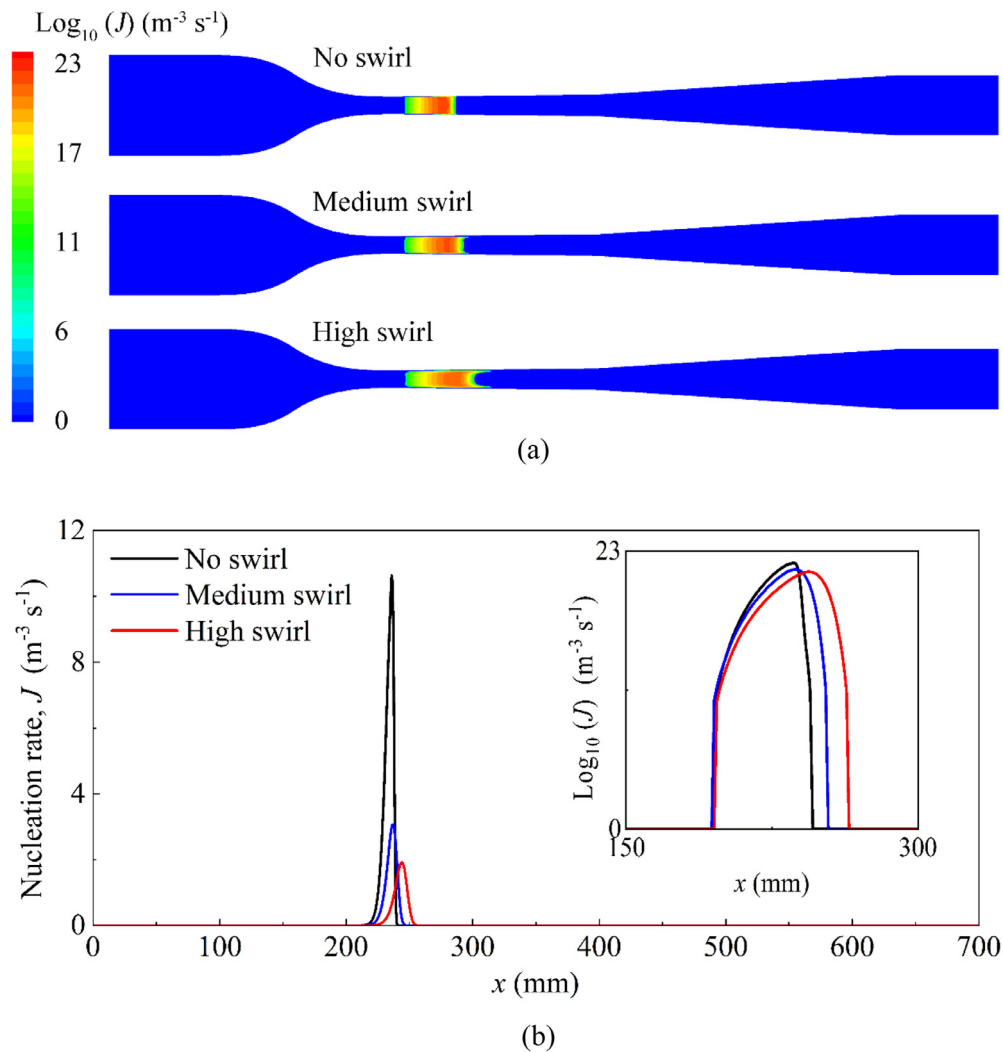 Log₁₀ (J) (m⁻³ s⁻¹)
23
17
11
6
0
No swirl
Medium swirl
High swirl
(a)
12
8
4
0
Nucleation rate, J (m⁻³ s⁻¹)
No swirl
Medium swirl
High swirl
23
0
Log₁₀ (J) (m⁻³ s⁻¹)
150 300
x (mm)
0 100 200 300 400 500 600 700
x (mm)
(b)